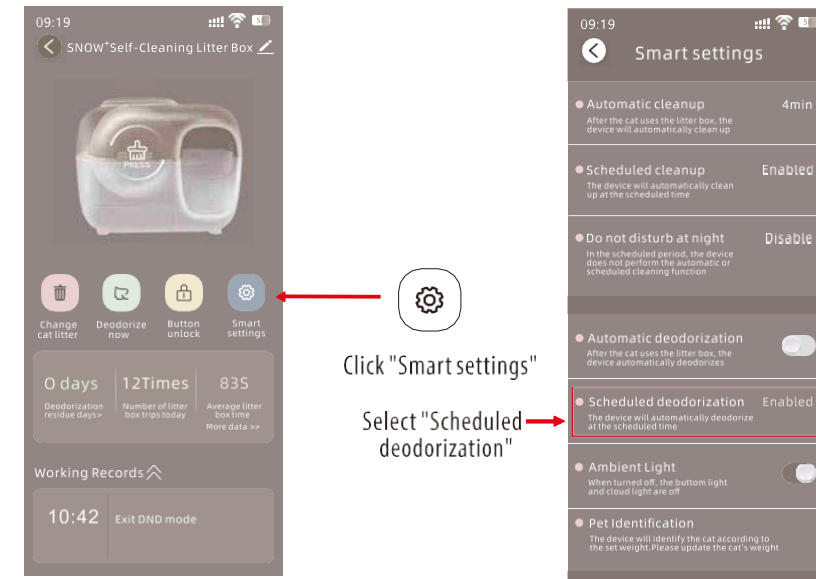 09:19
5
SNOW⁺Self-Cleaning Litter Box
PRESS
Change
cat litter
Deodorize
now
Button
unlock
Smart
settings
0 days
Deodorization
residue days>
12Times
Number of litter
box trips today
835
Average litter
box time
More data >>
Working Records
10:42
Exit DND mode
Click "Smart settings"
Select "Scheduled
deodorization"
09:19
5
Smart settings
Automatic cleanup 4min
After the cat uses the litter box, the
device will automatically clean up
Scheduled cleanup Enabled
The device will automatically clean
up at the scheduled time
Do not disturb at night Disable
In the scheduled period, the device
does not perform the automatic or
scheduled cleaning function
Automatic deodorization
After the cat uses the litter box, the
device automatically deodorizes
Scheduled deodorization Enabled
The device will automatically deodorize
at the scheduled time
Ambient Light
When turned off, the buttom light
and cloud light are off
Pet Identification
The device will identify the cat according to
the set weight.Please update the cat's weight